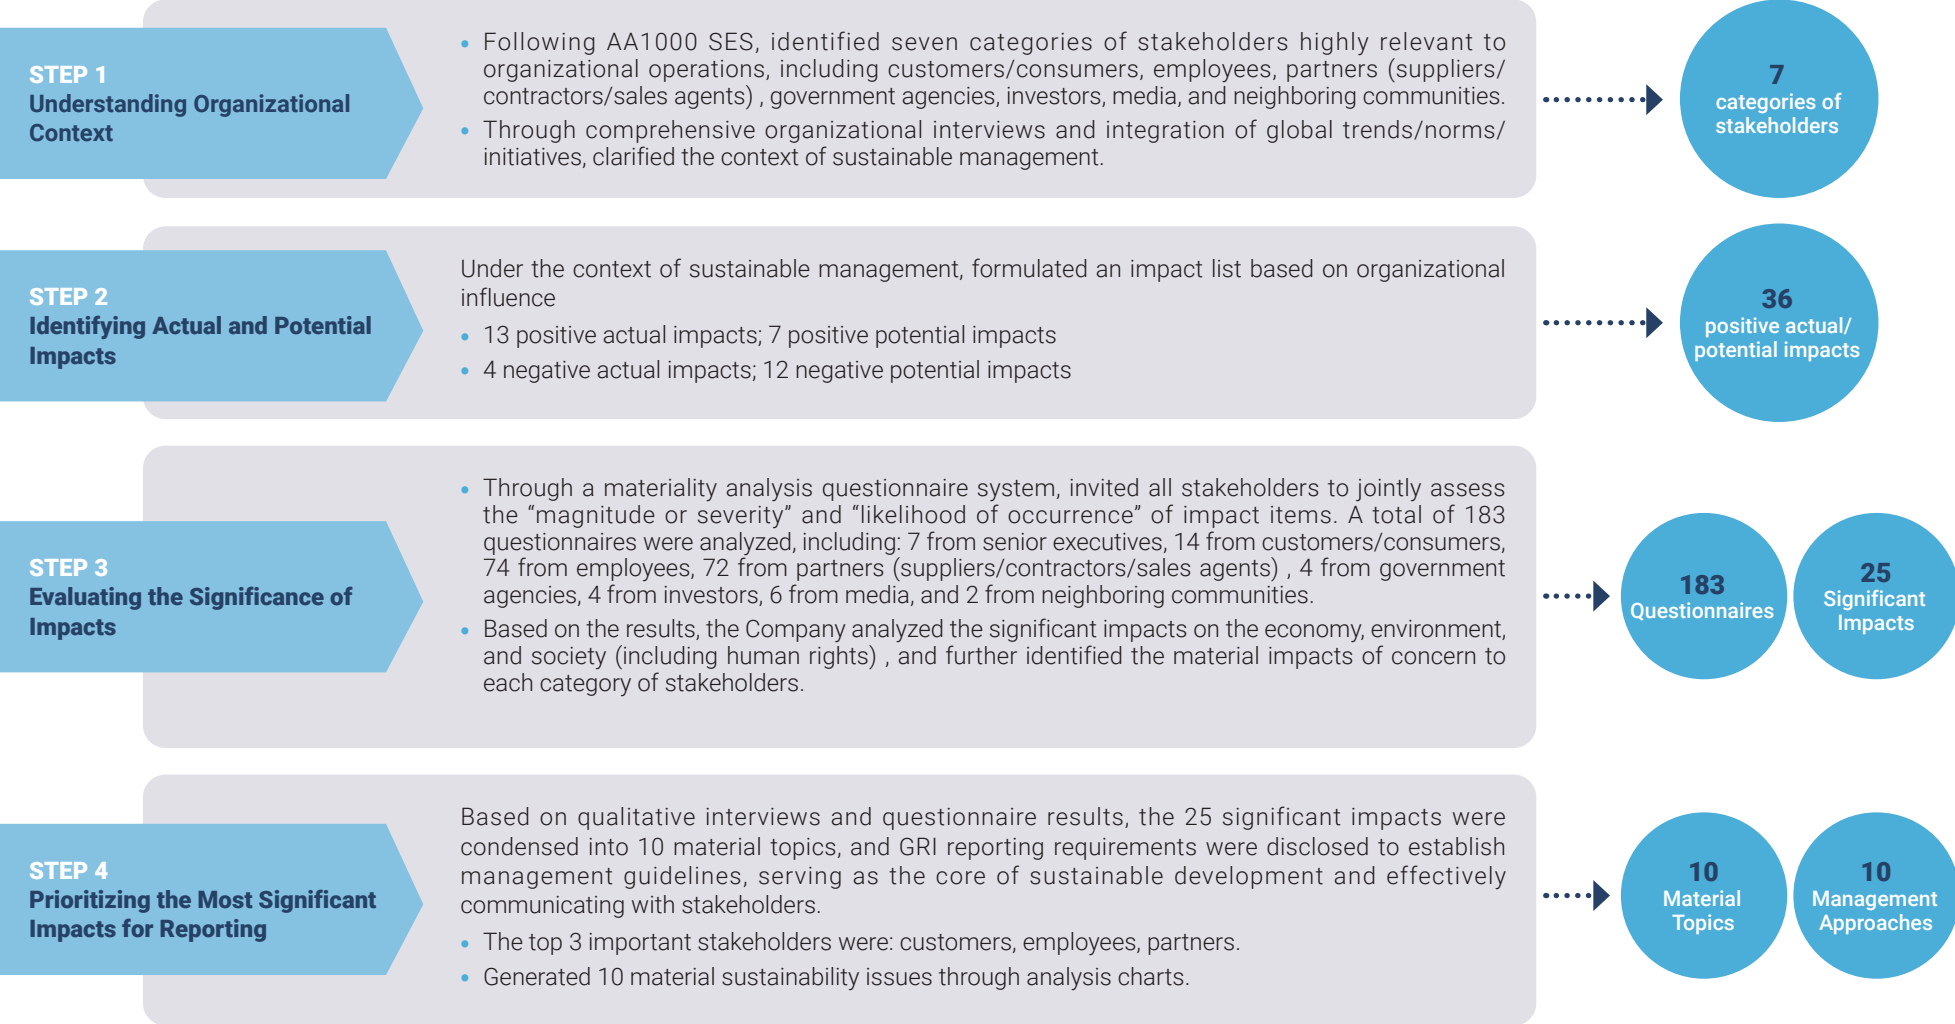 STEP 1
Understanding Organizational
Context
• Following AA1000 SES, identified seven categories of stakeholders highly relevant to
organizational operations, including customers/consumers, employees, partners (suppliers/
contractors/sales agents) , government agencies, investors, media, and neighboring communities.
• Through comprehensive organizational interviews and integration of global trends/norms/
initiatives, clarified the context of sustainable management.
7
categories of
stakeholders
STEP 2
Identifying Actual and Potential
Impacts
Under the context of sustainable management, formulated an impact list based on organizational
influence
• 13 positive actual impacts; 7 positive potential impacts
• 4 negative actual impacts; 12 negative potential impacts
36
positive actual/
potential impacts
STEP 3
Evaluating the Significance of
Impacts
• Through a materiality analysis questionnaire system, invited all stakeholders to jointly assess
the “magnitude or severity” and “likelihood of occurrence” of impact items. A total of 183
questionnaires were analyzed, including: 7 from senior executives, 14 from customers/consumers,
74 from employees, 72 from partners (suppliers/contractors/sales agents) , 4 from government
agencies, 4 from investors, 6 from media, and 2 from neighboring communities.
• Based on the results, the Company analyzed the significant impacts on the economy, environment,
and society (including human rights) , and further identified the material impacts of concern to
each category of stakeholders.
183
Questionnaires
25
Significant
Impacts
STEP 4
Prioritizing the Most Significant
Impacts for Reporting
Based on qualitative interviews and questionnaire results, the 25 significant impacts were
condensed into 10 material topics, and GRI reporting requirements were disclosed to establish
management guidelines, serving as the core of sustainable development and effectively
communicating with stakeholders.
• The top 3 important stakeholders were: customers, employees, partners.
• Generated 10 material sustainability issues through analysis charts.
10
Material
Topics
10
Management
Approaches